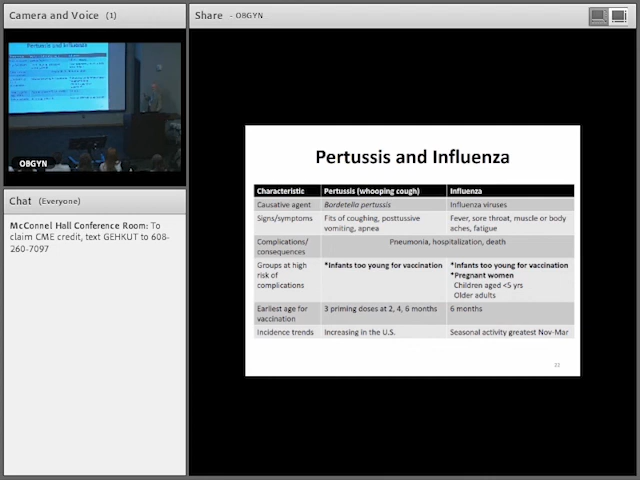 Camera and Voice (1)
Pertussis and Influenza
OBGYN
Chat (Everyone)
McConnel Hall Conference Room: To
claim CME credit, text GEHKUT to 608-
260-7097
Share - OBGYN
Pertussis and Influenza
Characteristic Pertussis (whooping cough) Influenza
Causative agent Bordetella pertussis Influenza viruses
Signs/symptoms Fits of coughing, posttussive Fever, sore throat, muscle or body
vomiting, apnea aches, fatigue
Complications/ Pneumonia, hospitalization, death
consequences
Groups at high *Infants too young for vaccination *Infants too young for vaccination
risk of *Pregnant women
complications Children aged <5 yrs
Older adults
Earliest age for 3 priming doses at 2, 4, 6 months 6 months
vaccination
Incidence trends Increasing in the U.S. Seasonal activity greatest Nov-Mar
22